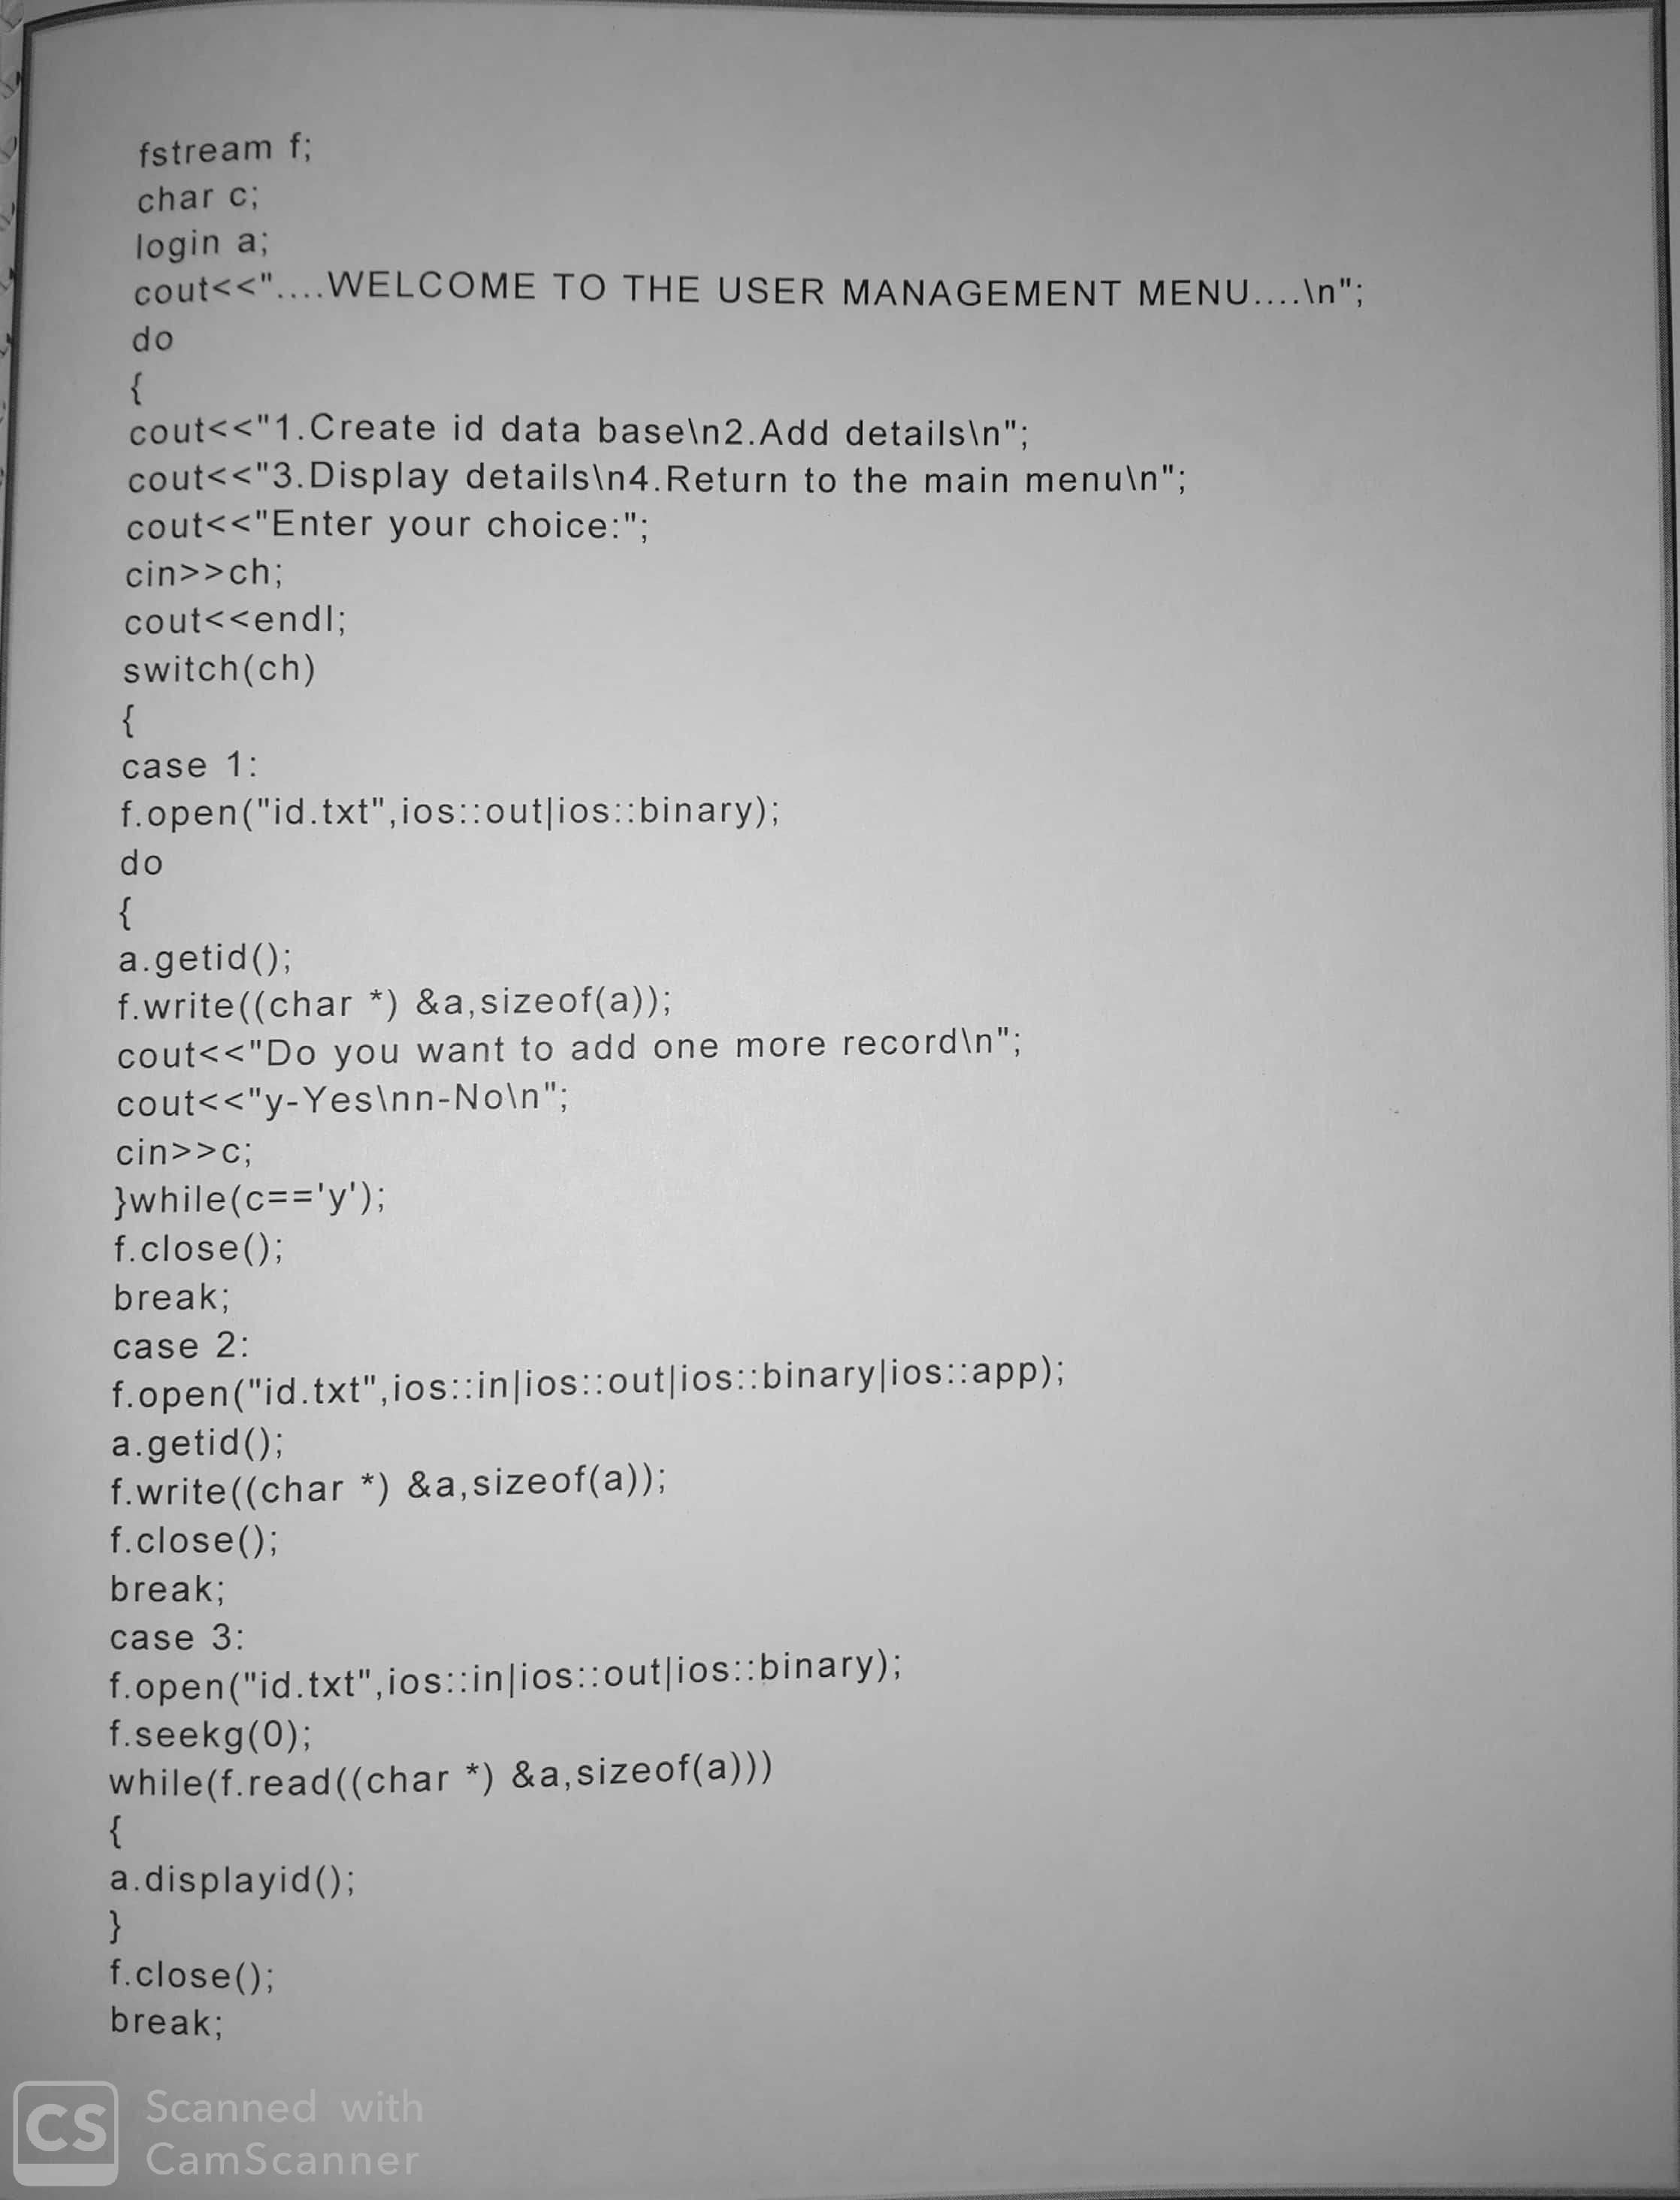 fstream f;
char c;
login a;
cout<<"....WELCOME TO THE USER MANAGEMENT MENU....\n";
do
{
cout<<"1.Create id data base\n2.Add details\n";
cout<<"3.Display details\n4.Return to the main menu\n";
cout<<"Enter your choice:";
cin>>ch;
cout<<endl;
switch(ch)
{
case 1:
f.open("id.txt",ios::out|ios::binary);
do
{
a.getid();
f.write((char *) &a,sizeof(a));
cout<<"Do you want to add one more record\n";
cout<<"y-Yes\nn-No\n";
cin>>c;
}while(c=='y');
f.close();
break;
case 2:
f.open("id.txt",ios::in|ios::out|ios::binary|ios::app);
a.getid();
f.write((char *) &a,sizeof(a));
f.close();
break;
case 3:
f.open("id.txt",ios::in|ios::out|ios::binary);
f.seekg(0);
while(f.read((char *) &a,sizeof(a)))
{
a.displayid();
}
f.close();
break;
CS
Scanned with
CamScanner